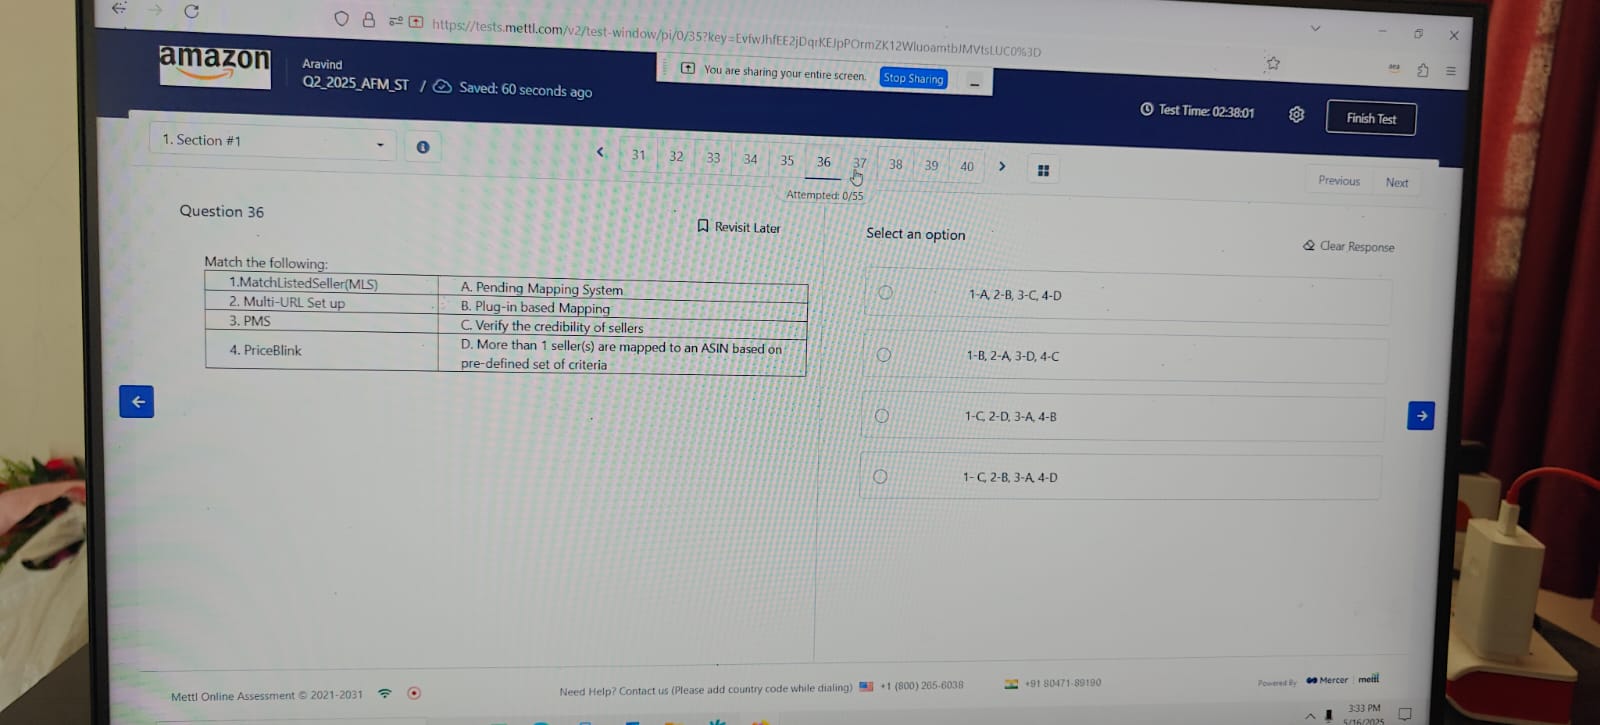 https://tests.mettl.com/v2/test-window/pi/0/35?key=
amazon
Aravind
Q2_2025_AFM_ST / Saved: 60 seconds ago
You are sharing your entire screen. Stop Sharing
Test Time: 02:38:01
Finish Test
1. Section #1
31 32 33 34 35 36 37 38 39 40
Attempted: 0/55
Previous Next
Question 36
Revisit Later
Match the following:
1.MatchListedSeller(MLS) A. Pending Mapping System
2. Multi-URL Set up B. Plug-in based Mapping
3. PMS C. Verify the credibility of sellers
4. PriceBlink D. More than 1 seller(s) are mapped to an ASIN based on
pre-defined set of criteria
Select an option
Clear Response
1-A, 2-B, 3-C, 4-D
1-B, 2-A, 3-D, 4-C
1-C, 2-D, 3-A, 4-B
1- C, 2-B, 3-A, 4-D
Mettl Online Assessment © 2021-2031
Need Help? Contact us (Please add country code while dialing) +1 (800) 265-6038 +91 80471-89190
Powered By Mercer mettl
3:33 PM
5/16/2025